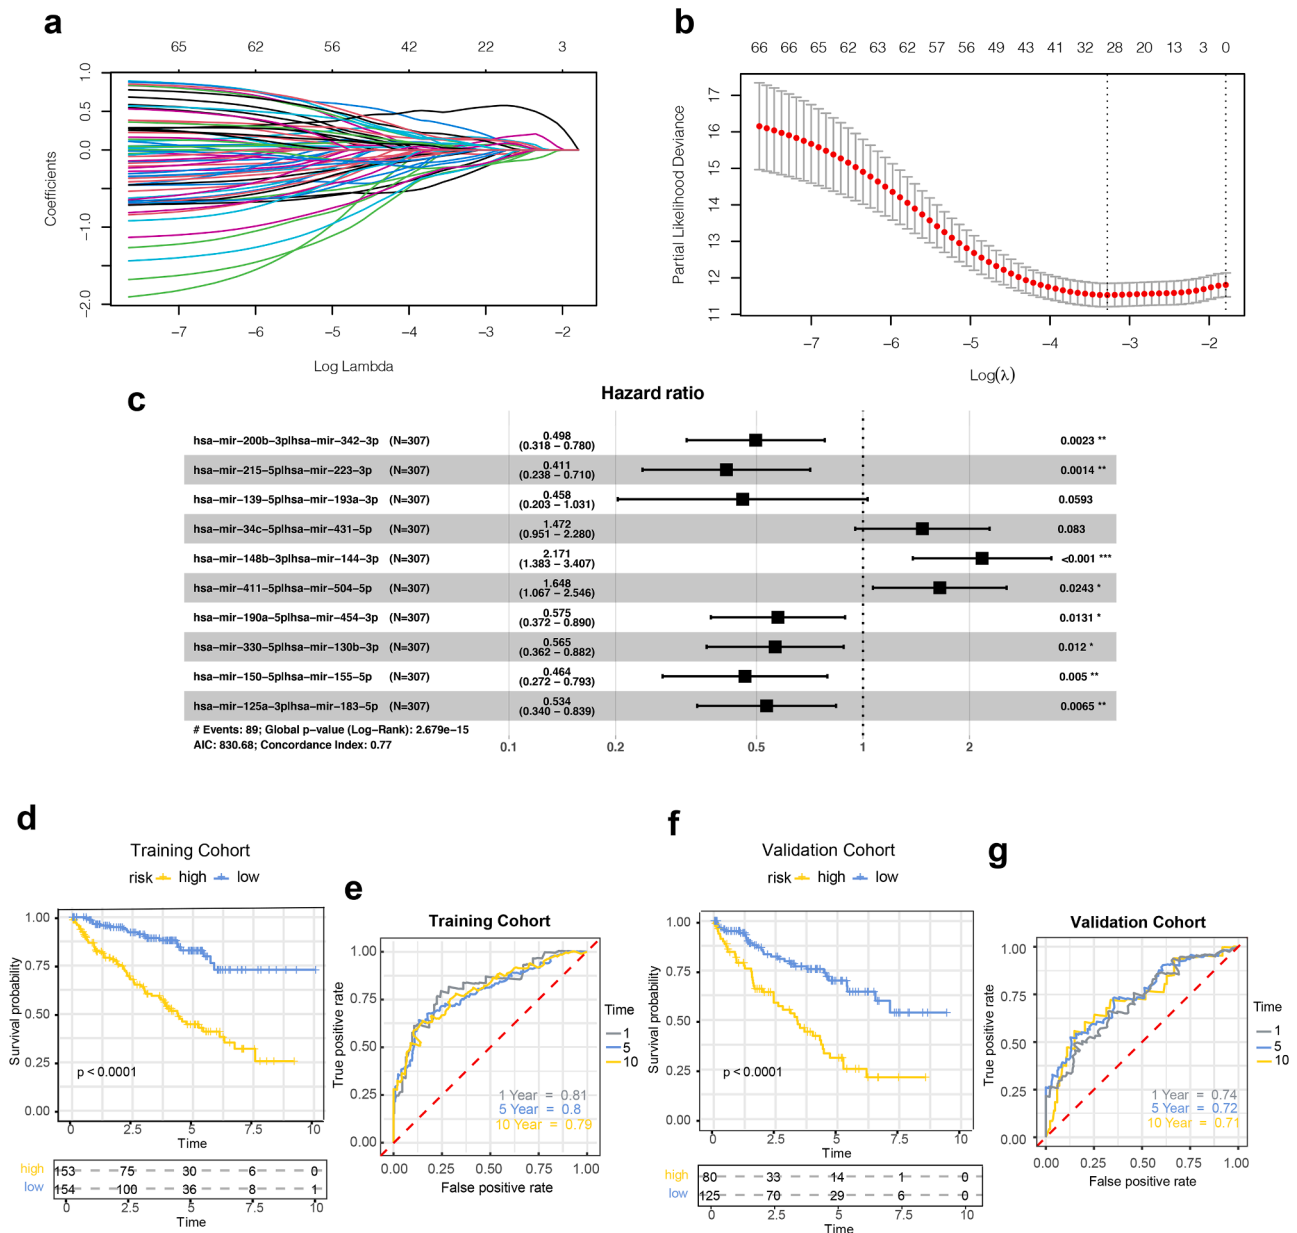 a
65 62 56 42 22 3
1.0
0.5
0.0
−1.0
−2.0
Coefficients
−7 −6 −5 −4 −3 −2
Log Lambda
b
66 66 65 62 63 62 57 56 49 43 41 32 28 20 13 3 0
17
16
15
14
13
12
11
Partial Likelihood Deviance
−7 −6 −5 −4 −3 −2
Log(λ)
c
Hazard ratio
hsa−mir−200b−3p|hsa−mir−342−3p (N=307) 0.498 (0.318 − 0.780) 0.0023 **
hsa−mir−215−5p|hsa−mir−223−3p (N=307) 0.411 (0.238 − 0.710) 0.0014 **
hsa−mir−139−5p|hsa−mir−193a−3p (N=307) 0.458 (0.203 − 1.031) 0.0593
hsa−mir−34c−5p|hsa−mir−431−5p (N=307) 1.472 (0.951 − 2.280) 0.083
hsa−mir−148b−3p|hsa−mir−144−3p (N=307) 2.171 (1.383 − 3.407) <0.001 ***
hsa−mir−411−5p|hsa−mir−504−5p (N=307) 1.648 (1.067 − 2.546) 0.0243 *
hsa−mir−190a−5p|hsa−mir−454−3p (N=307) 0.575 (0.372 − 0.890) 0.0131 *
hsa−mir−330−5p|hsa−mir−130b−3p (N=307) 0.565 (0.362 − 0.882) 0.012 *
hsa−mir−150−5p|hsa−mir−155−5p (N=307) 0.464 (0.272 − 0.793) 0.005 **
hsa−mir−125a−3p|hsa−mir−183−5p (N=307) 0.534 (0.340 − 0.839) 0.0065 **
# Events: 89; Global p−value (Log−Rank): 2.679e−15
AIC: 830.68; Concordance Index: 0.77
0.1 0.2 0.5 1 2
d
Training Cohort
risk high low
1.00
0.75
0.50
0.25
0.00
Survival probability
p < 0.0001
0 2.5 5 7.5 10
Time
high 153 75 30 6 0
low 154 100 36 8 1
0 2.5 5 7.5 10
Time
e
Training Cohort
1.00
0.75
0.50
0.25
0.00
True positive rate
1 Year = 0.81
5 Year = 0.8
10 Year = 0.79
0.00 0.25 0.50 0.75 1.00
False positive rate
Time
1
5
10
f
Validation Cohort
risk high low
1.00
0.75
0.50
0.25
0.00
Survival probability
p < 0.0001
0 2.5 5 7.5 10
Time
high 80 33 14 1 0
low 125 70 29 6 0
0 2.5 5 7.5 10
Time
g
Validation Cohort
1.00
0.75
0.50
0.25
0.00
True positive rate
1 Year = 0.74
5 Year = 0.72
10 Year = 0.71
0.00 0.25 0.50 0.75 1.00
False positive rate
Time
1
5
10